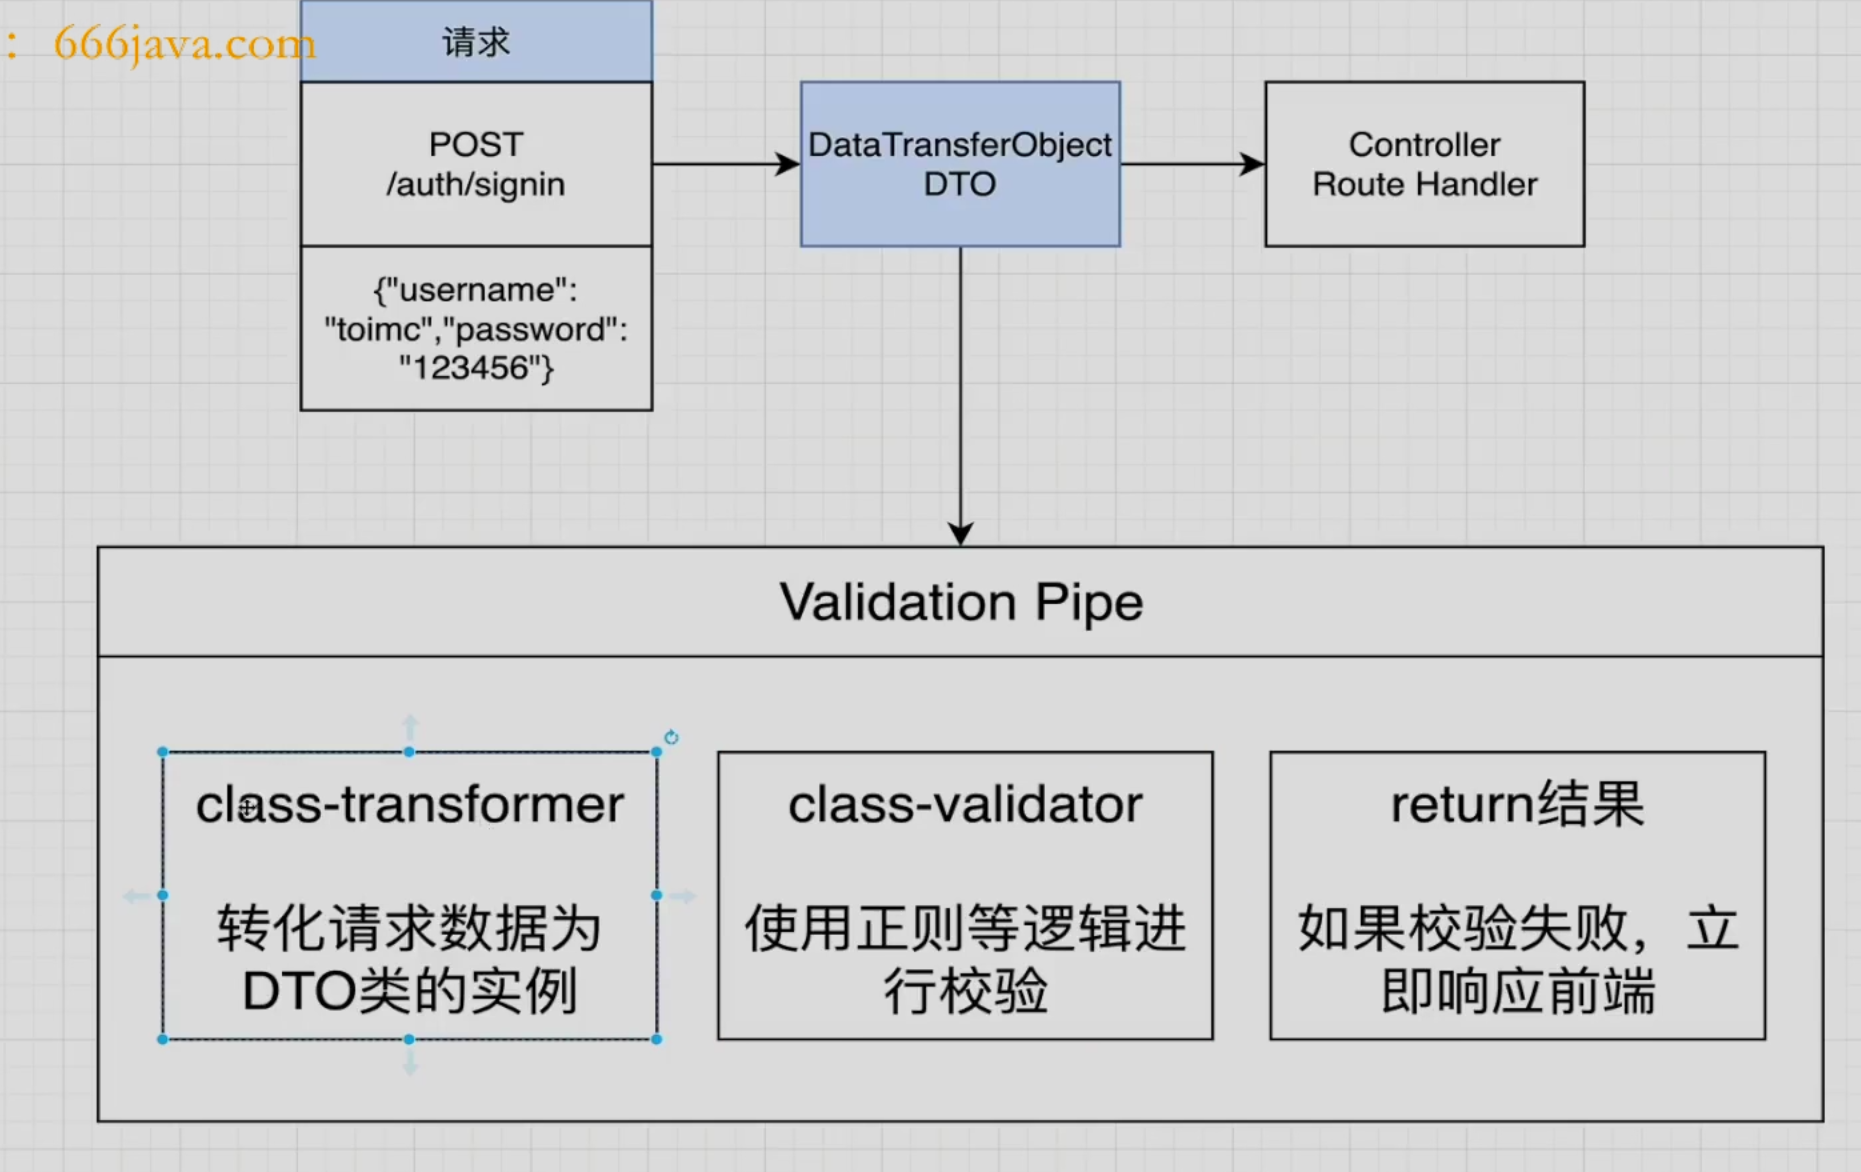 ： 666java.com
请求
POST
/auth/signin
{"username":
"toimc","password":
"123456"}
DataTransferObject
DTO
Controller
Route Handler
Validation Pipe
class-transformer
转化请求数据为
DTO类的实例
class-validator
使用正则等逻辑进
行校验
return结果
如果校验失败，立
即响应前端